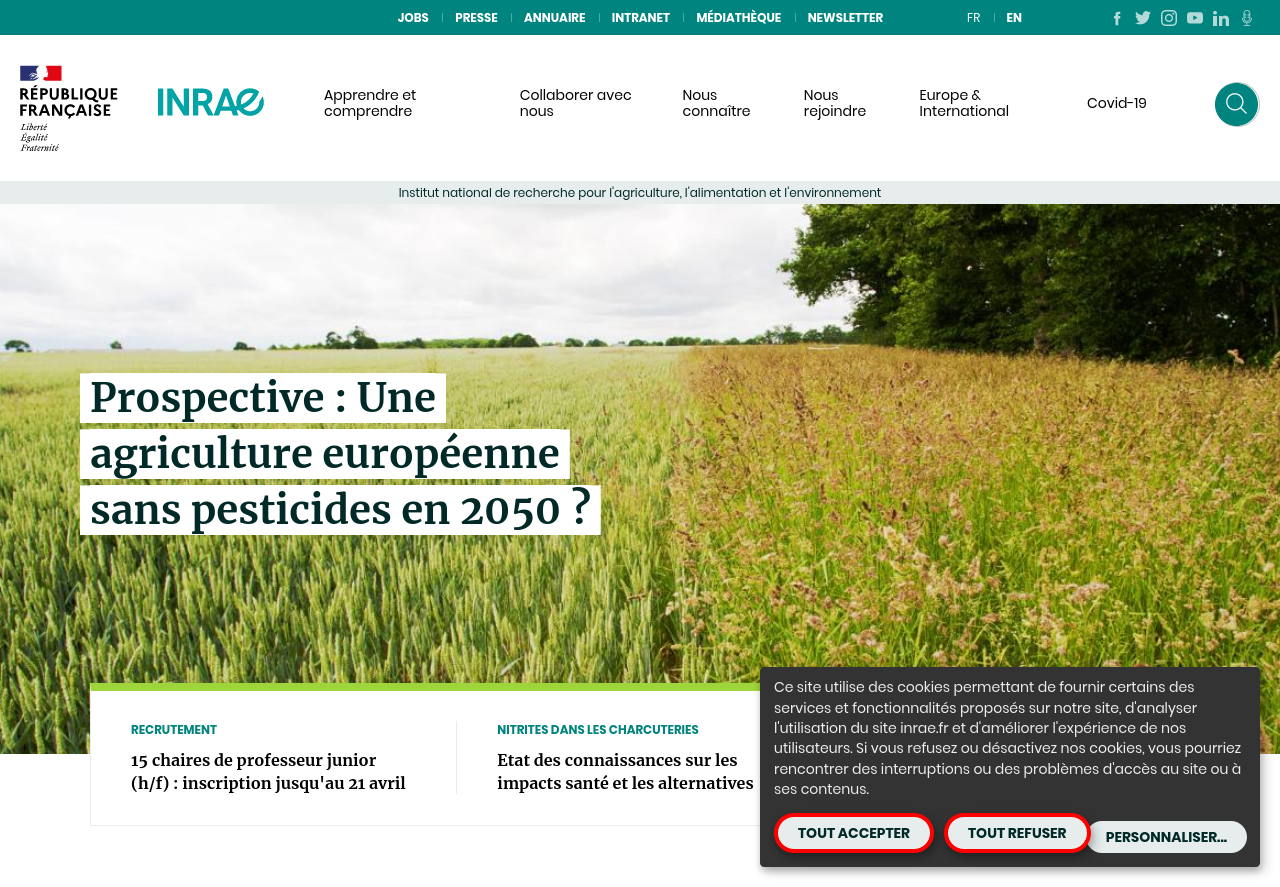 JOBS PRESSE ANNUAIRE INTRANET MÉDIATHÈQUE NEWSLETTER FR EN
RÉPUBLIQUE
FRANÇAISE
Liberté
Égalité
Fraternité
INRAE
Apprendre et
comprendre
Collaborer avec
nous
Nous
connaître
Nous
rejoindre
Europe &
International
Covid-19
Institut national de recherche pour l'agriculture, l'alimentation et l'environnement
Prospective : Une
agriculture européenne
sans pesticides en 2050 ?
RECRUTEMENT
15 chaires de professeur junior
(h/f) : inscription jusqu'au 21 avril
NITRITES DANS LES CHARCUTERIES
Etat des connaissances sur les
impacts santé et les alternatives
Ce site utilise des cookies permettant de fournir certains des
services et fonctionnalités proposés sur notre site, d'analyser
l'utilisation du site inrae.fr et d'améliorer l'expérience de nos
utilisateurs. Si vous refusez ou désactivez nos cookies, vous pourriez
rencontrer des interruptions ou des problèmes d'accès au site ou à
ses contenus.
TOUT ACCEPTER TOUT REFUSER PERSONNALISER...